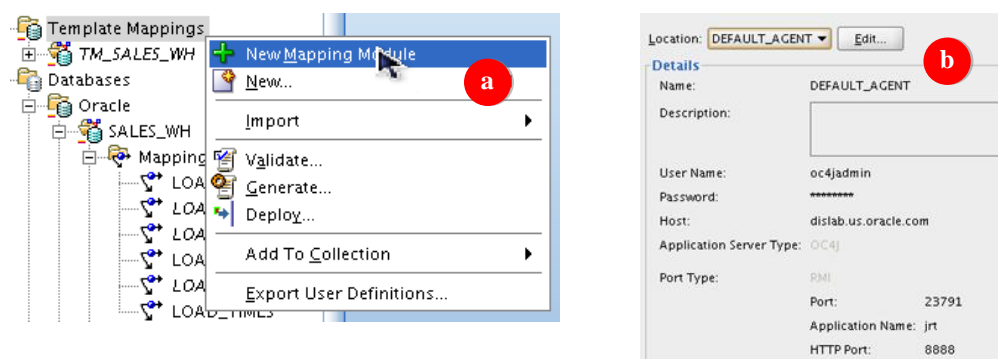 Template Mappings
TM_SALES_WH
Databases
Oracle
SALES_WH
Mapping
LOA
LOA
LOA
LOA
LOA
LOAD_TIMES
New Mapping Module
New...
Import
Validate...
Generate...
Deploy...
Add To Collection
Export User Definitions...
a
Location: DEFAULT_AGENT Edit...
b
Details
Name: DEFAULT_AGENT
Description:
User Name: oc4jadmin
Password: ********
Host: dislab.us.oracle.com
Application Server Type: OC4J
Port Type: RMI
Port: 23791
Application Name: jrt
HTTP Port: 8888